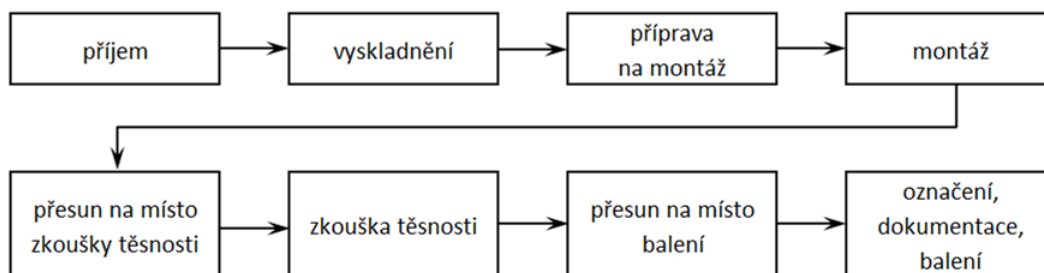 příjem
vyskladnění
příprava
na montáž
montáž
přesun na místo
zkoušky těsnosti
zkouška těsnosti
přesun na místo
balení
označení,
dokumentace,
balení